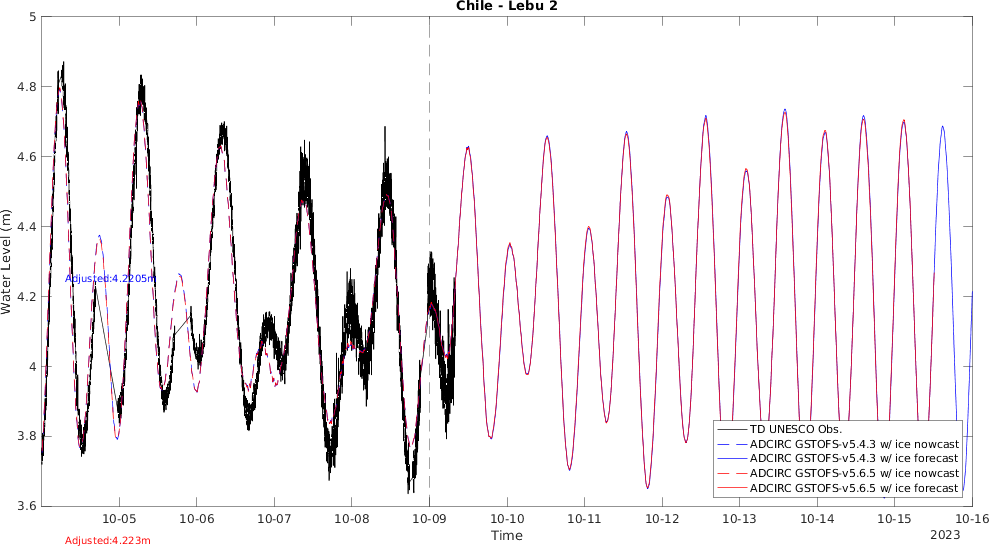 Chile - Lebu 2
5
4.8
4.6
4.4
4.2
4
3.8
3.6
Water Level (m)
Adjusted:4.2205m
TD UNESCO Obs.
ADCIRC GSTOFS-v5.4.3 w/ ice nowcast
ADCIRC GSTOFS-v5.4.3 w/ ice forecast
ADCIRC GSTOFS-v5.6.5 w/ ice nowcast
ADCIRC GSTOFS-v5.6.5 w/ ice forecast
10-05 10-06 10-07 10-08 10-09 10-10 10-11 10-12 10-13 10-14 10-15 10-16
Time
2023
Adjusted:4.223m